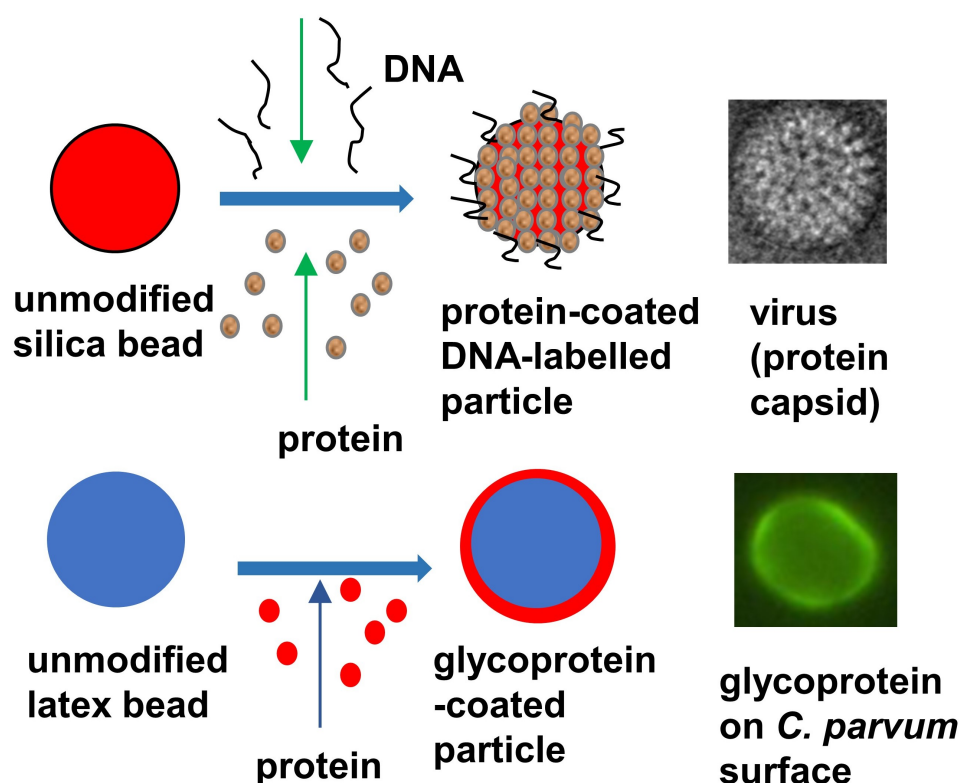 DNA
unmodified
silica bead
protein
protein-coated
DNA-labelled
particle
virus
(protein
capsid)
unmodified
latex bead
protein
glycoprotein
-coated
particle
glycoprotein
on C. parvum
surface